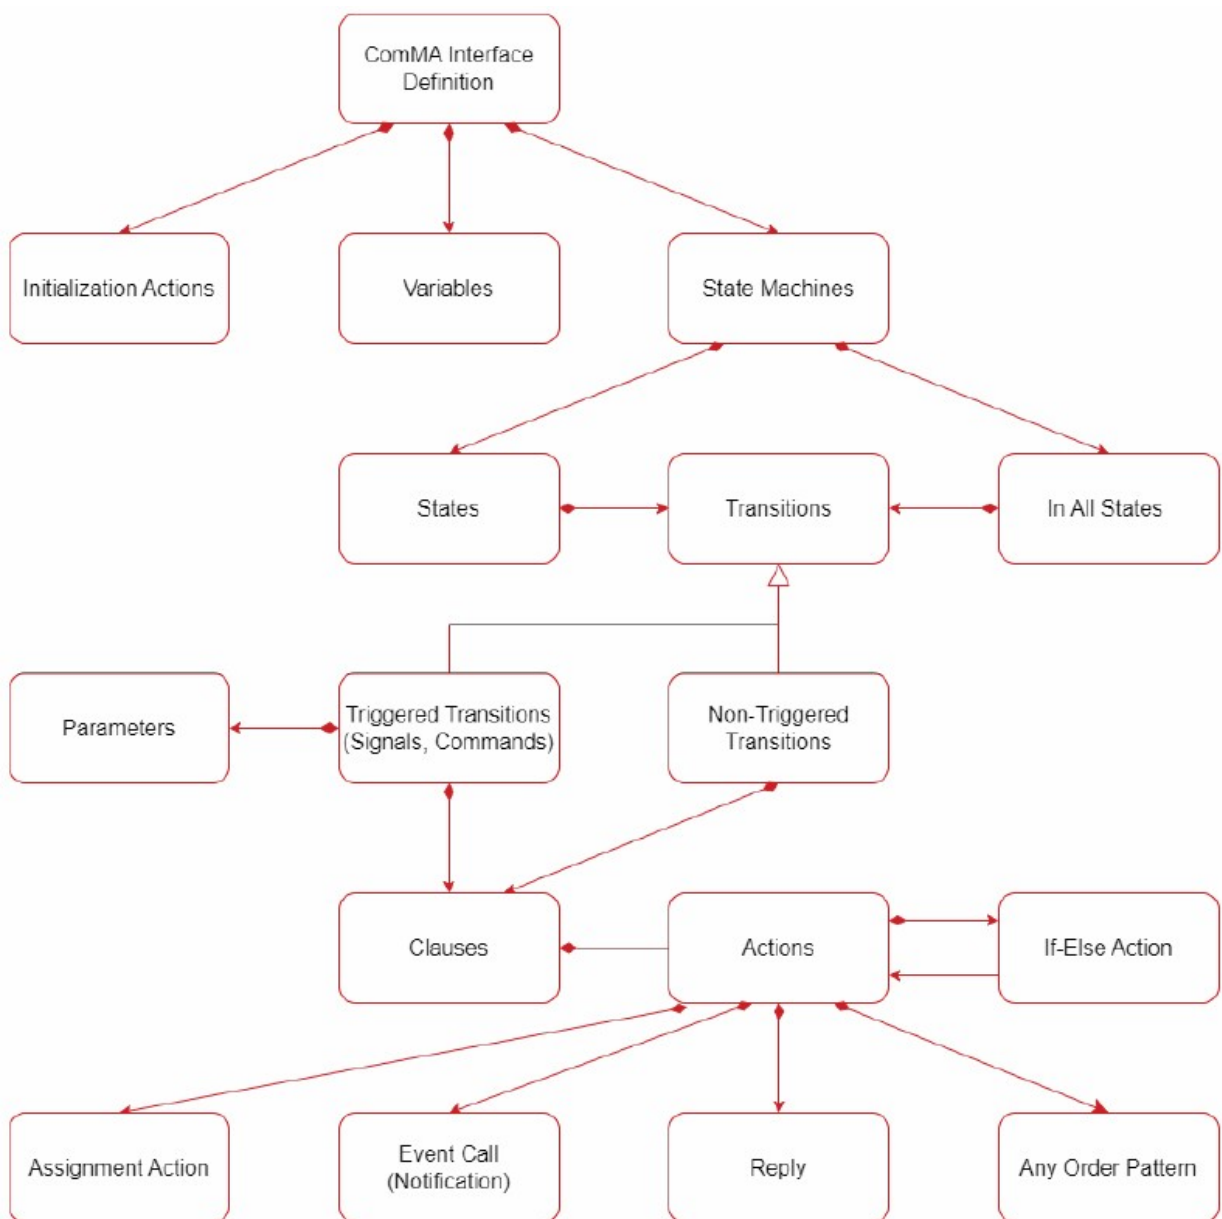 ComMA Interface
Definition
Initialization Actions
Variables
State Machines
States
Transitions
In All States
Parameters
Triggered Transitions
(Signals, Commands)
Non-Triggered
Transitions
Clauses
Actions
If-Else Action
Assignment Action
Event Call
(Notification)
Reply
Any Order Pattern